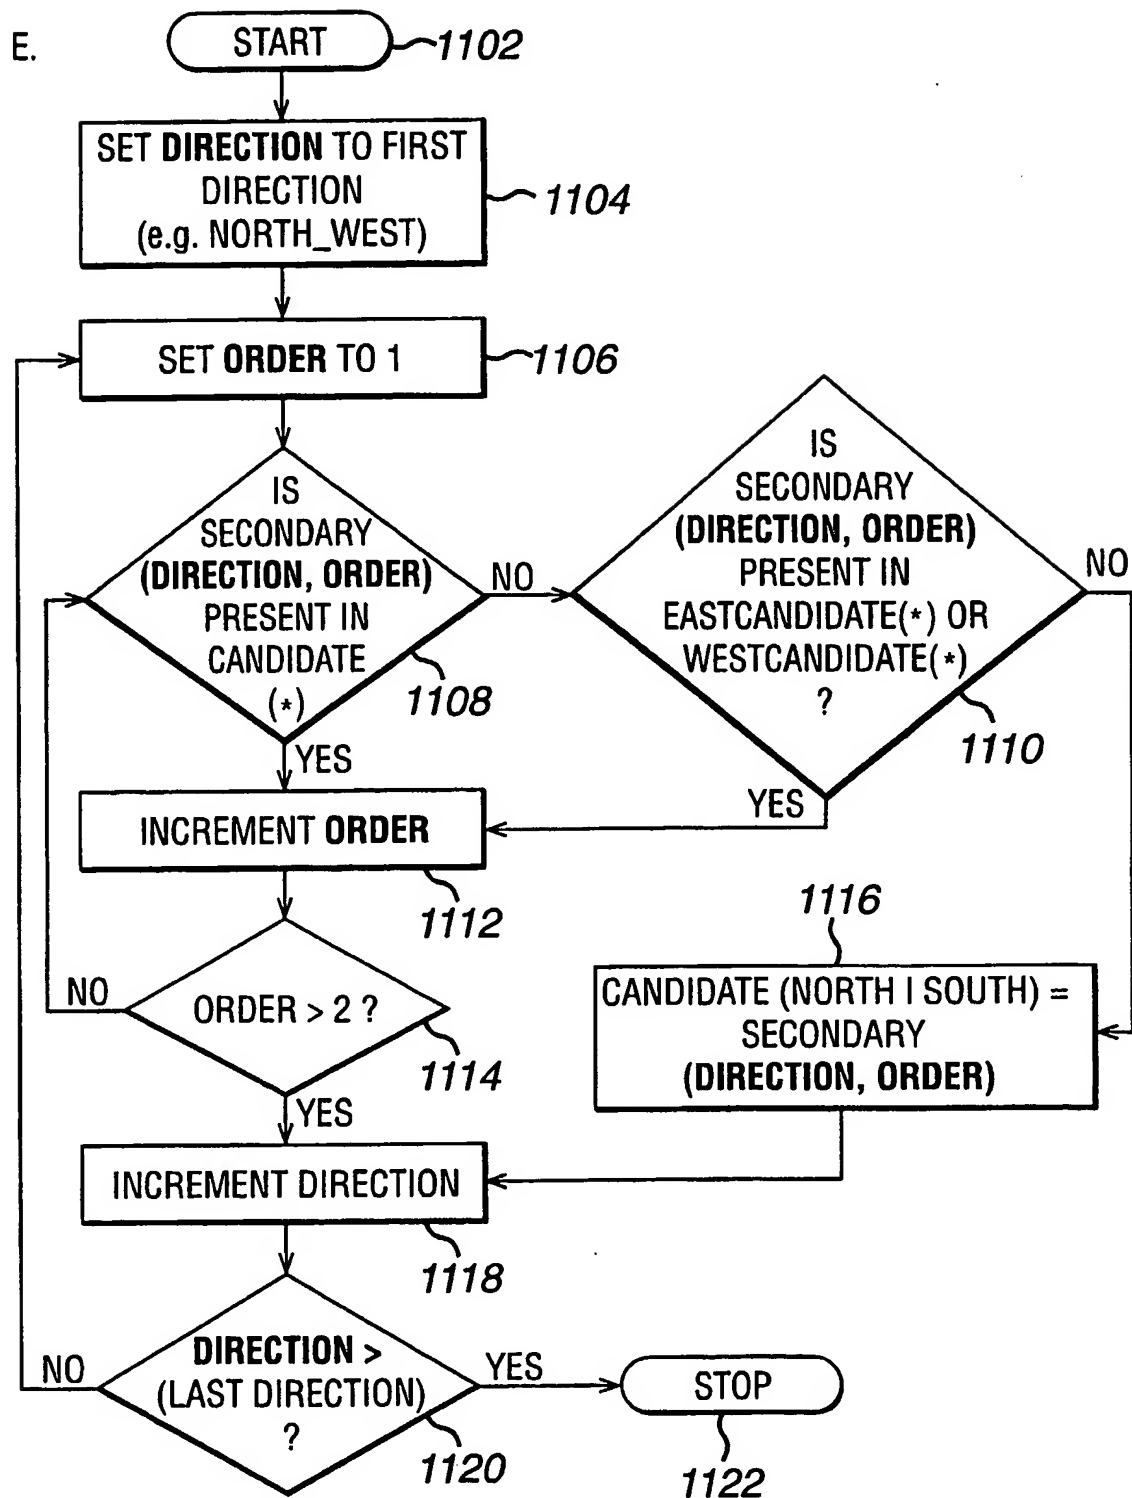 E.
START
1102
SET DIRECTION TO FIRST
DIRECTION
(e.g. NORTH_WEST)
1104
SET ORDER TO 1
1106
IS
SECONDARY
(DIRECTION, ORDER)
PRESENT IN
CANDIDATE
(*)
1108
NO
IS
SECONDARY
(DIRECTION, ORDER)
PRESENT IN
EASTCANDIDATE(*) OR
WESTCANDIDATE(*)
?
1110
NO
YES
YES
INCREMENT ORDER
1112
ORDER > 2 ?
1114
NO
YES
1116
CANDIDATE (NORTH I SOUTH) =
SECONDARY
(DIRECTION, ORDER)
INCREMENT DIRECTION
1118
DIRECTION >
(LAST DIRECTION)
?
1120
NO
YES
STOP
1122